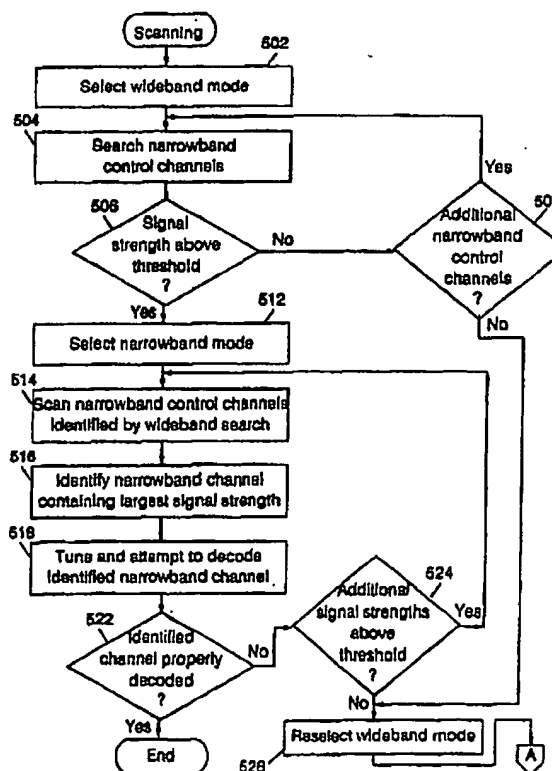 Scanning
502
Select wideband mode
504
Search narrowband
control channels
Yes
506
Signal
strength above
threshold
?
No
50
Additional
narrowband
control
channels
?
Yes
512
No
Select narrowband mode
514
Scan narrowband control channels
identified by wideband search
516
Identify narrowband channel
containing largest signal strength
518
Tune and attempt to decode
identified narrowband channel
524
522
Identified
channel properly
decoded
?
No
Additional
signal strengths
above
threshold
?
Yes
No
Yes
End
Reselect wideband mode
526
A